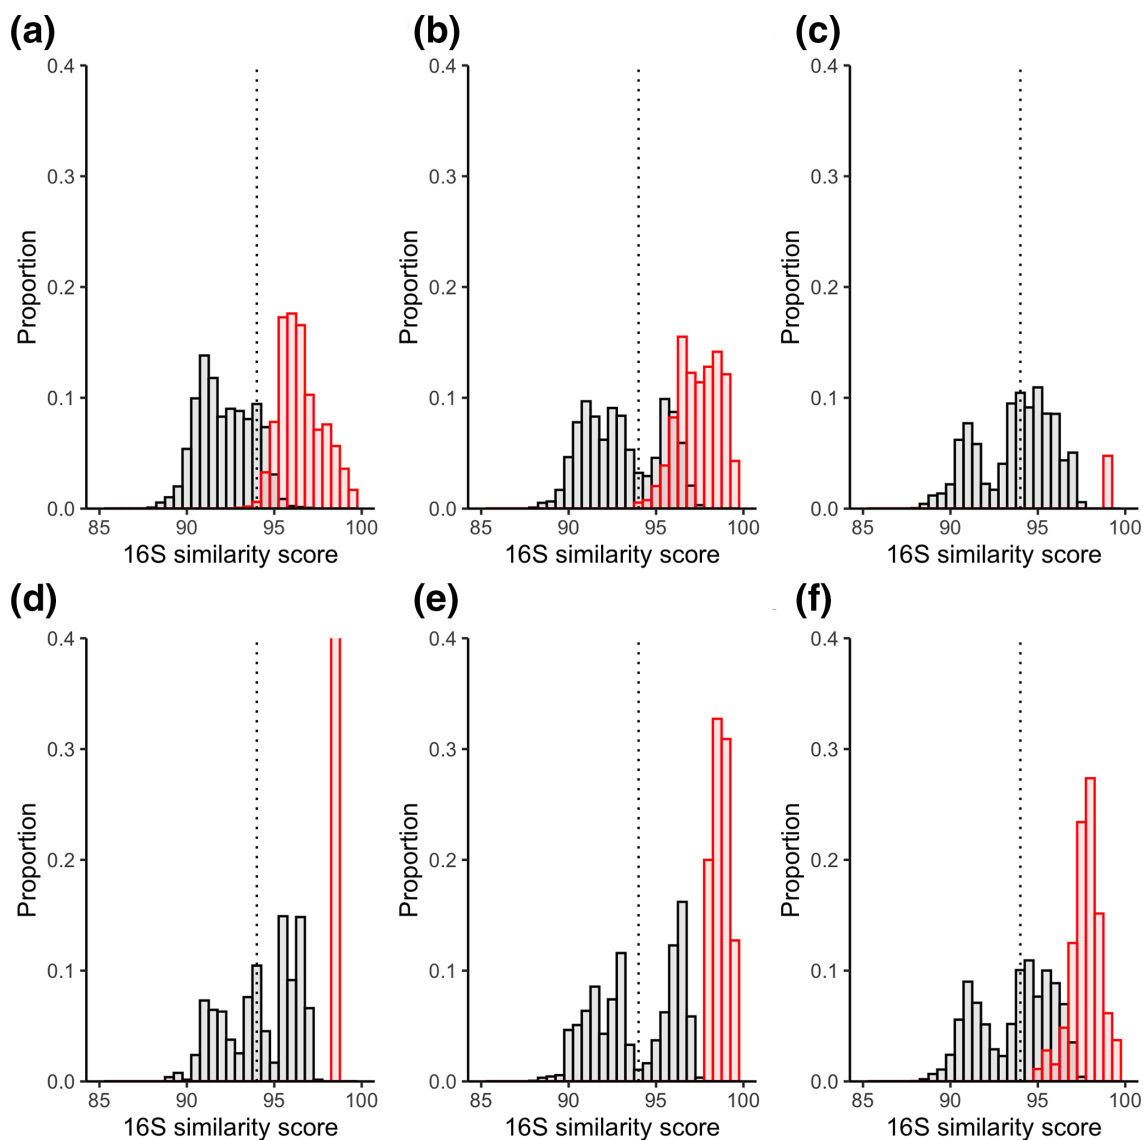 (a) (b) (c)
0.4 0.4 0.4
0.3 0.3 0.3
0.2 0.2 0.2
0.1 0.1 0.1
0.0 0.0 0.0
Proportion Proportion Proportion
85 90 95 100 85 90 95 100 85 90 95 100
16S similarity score 16S similarity score 16S similarity score
(d) (e) (f)
0.4 0.4 0.4
0.3 0.3 0.3
0.2 0.2 0.2
0.1 0.1 0.1
0.0 0.0 0.0
Proportion Proportion Proportion
85 90 95 100 85 90 95 100 85 90 95 100
16S similarity score 16S similarity score 16S similarity score